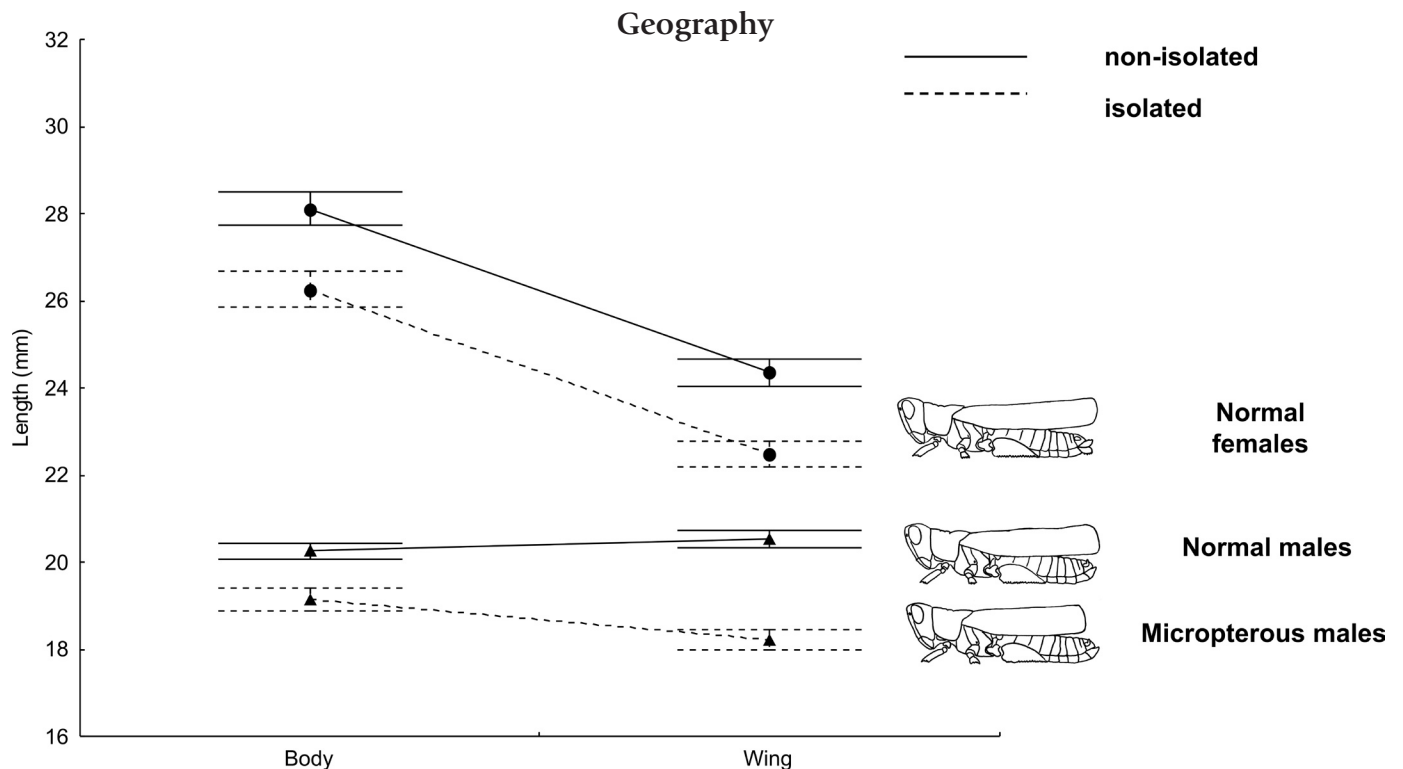 Geography
non-isolated
isolated
32
30
28
26
24
22
20
18
16
Length (mm)
Body
Wing
Normal
females
Normal males
Micropterous males